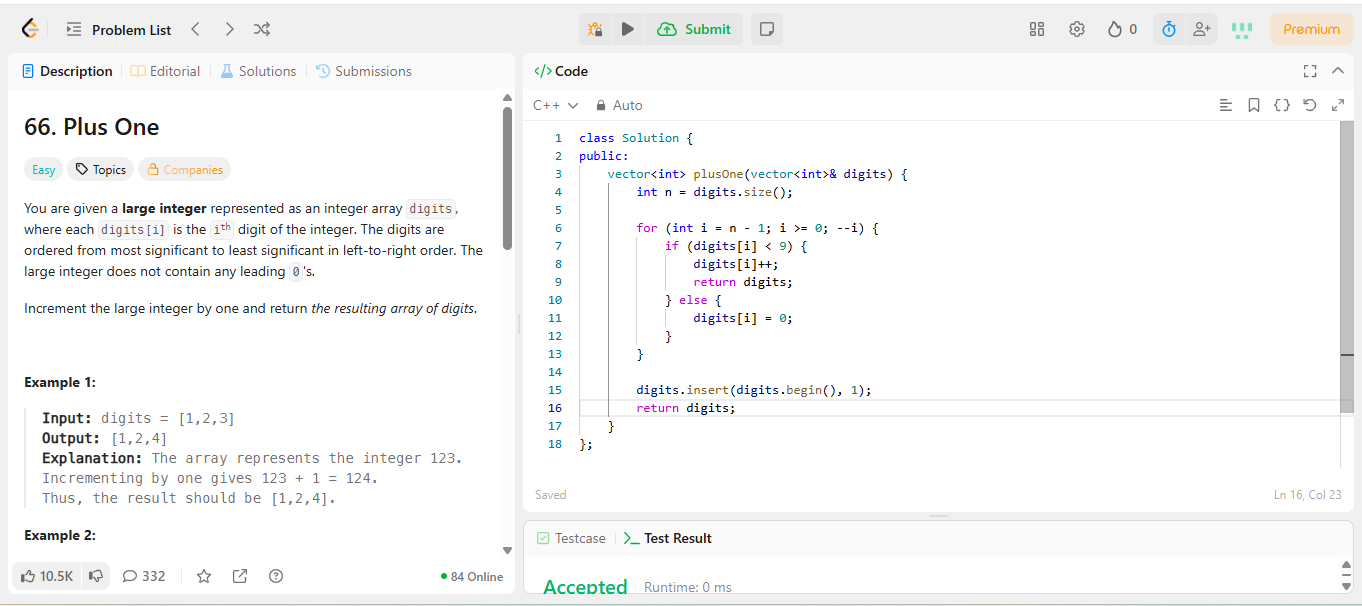 Problem List
Submit
0
Premium
Description
Editorial
Solutions
Submissions
66. Plus One
Easy
Topics
Companies
You are given a large integer represented as an integer array digits,
where each digits[i] is the ith digit of the integer. The digits are
ordered from most significant to least significant in left-to-right order. The
large integer does not contain any leading 0's.
Increment the large integer by one and return the resulting array of digits.
Example 1:
Input: digits = [1,2,3]
Output: [1,2,4]
Explanation: The array represents the integer 123.
Incrementing by one gives 123 + 1 = 124.
Thus, the result should be [1,2,4].
Example 2:
10.5K
332
84 Online
</> Code
C++
Auto
1 class Solution {
2 public:
3     vector<int> plusOne(vector<int>& digits) {
4         int n = digits.size();
5
6         for (int i = n - 1; i >= 0; --i) {
7             if (digits[i] < 9) {
8                 digits[i]++;
9                 return digits;
10             } else {
11                 digits[i] = 0;
12             }
13         }
14
15         digits.insert(digits.begin(), 1);
16         return digits;
17     }
18 };
Saved
Ln 16, Col 23
Testcase
Test Result
Accepted
Runtime: 0 ms